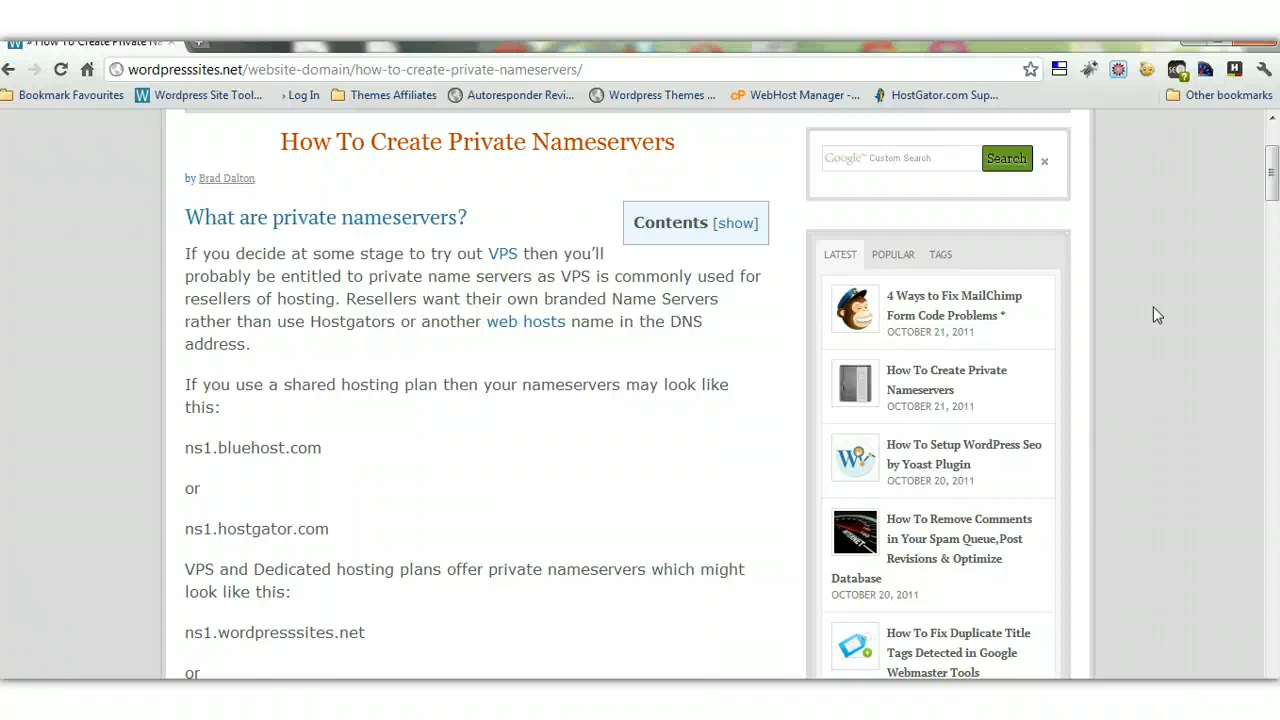 How To Create Private Na
wordpresssites.net/website-domain/how-to-create-private-nameservers/
Bookmark Favourites Wordpress Site Tool... › Log In Themes Affiliates Autoresponder Revi... Wordpress Themes ... WebHost Manager -... HostGator.com Sup... Other bookmarks
How To Create Private Nameservers
by Brad Dalton
What are private nameservers?
Contents [show]
If you decide at some stage to try out VPS then you’ll
probably be entitled to private name servers as VPS is commonly used for
resellers of hosting. Resellers want their own branded Name Servers
rather than use Hostgators or another web hosts name in the DNS
address.
If you use a shared hosting plan then your nameservers may look like
this:
ns1.bluehost.com
or
ns1.hostgator.com
VPS and Dedicated hosting plans offer private nameservers which might
look like this:
ns1.wordpresssites.net
or
Google™ Custom Search Search ×
LATEST POPULAR TAGS
4 Ways to Fix MailChimp
Form Code Problems *
OCTOBER 21, 2011
How To Create Private
Nameservers
OCTOBER 21, 2011
How To Setup WordPress Seo
by Yoast Plugin
OCTOBER 20, 2011
How To Remove Comments
in Your Spam Queue,Post
Revisions & Optimize
Database
OCTOBER 20, 2011
How To Fix Duplicate Title
Tags Detected in Google
Webmaster Tools